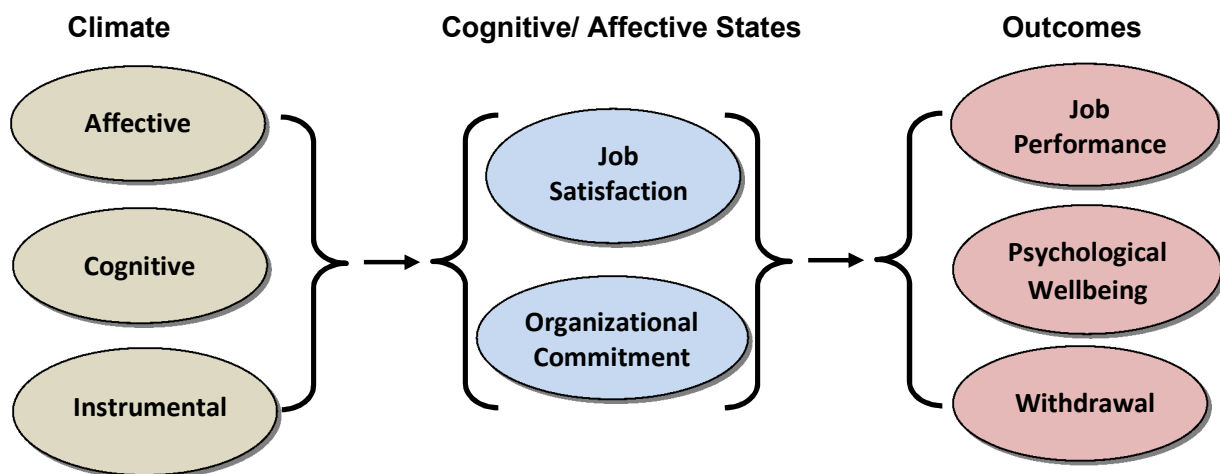 Climate
Cognitive/ Affective States
Outcomes
Affective
Cognitive
Instrumental
Job
Satisfaction
Organizational
Commitment
Job
Performance
Psychological
Wellbeing
Withdrawal